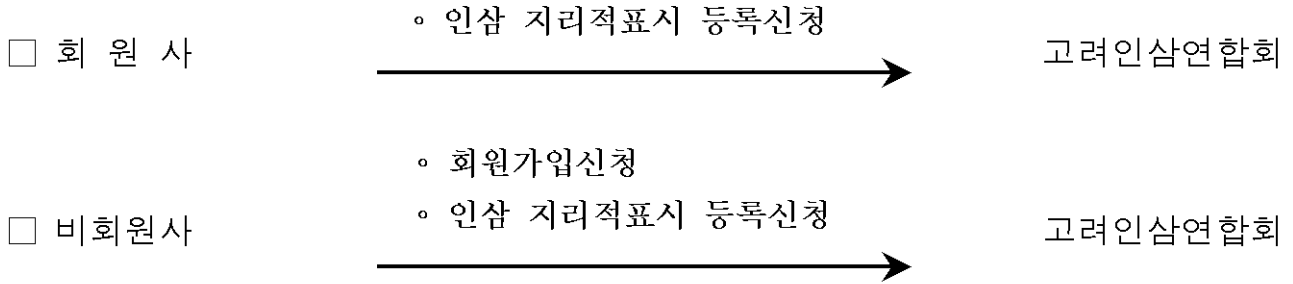 ◦ 인삼 지리적표시 등록신청
□ 회 원 사 고려인삼연합회
◦ 회원가입신청
◦ 인삼 지리적표시 등록신청
□ 비회원사 고려인삼연합회